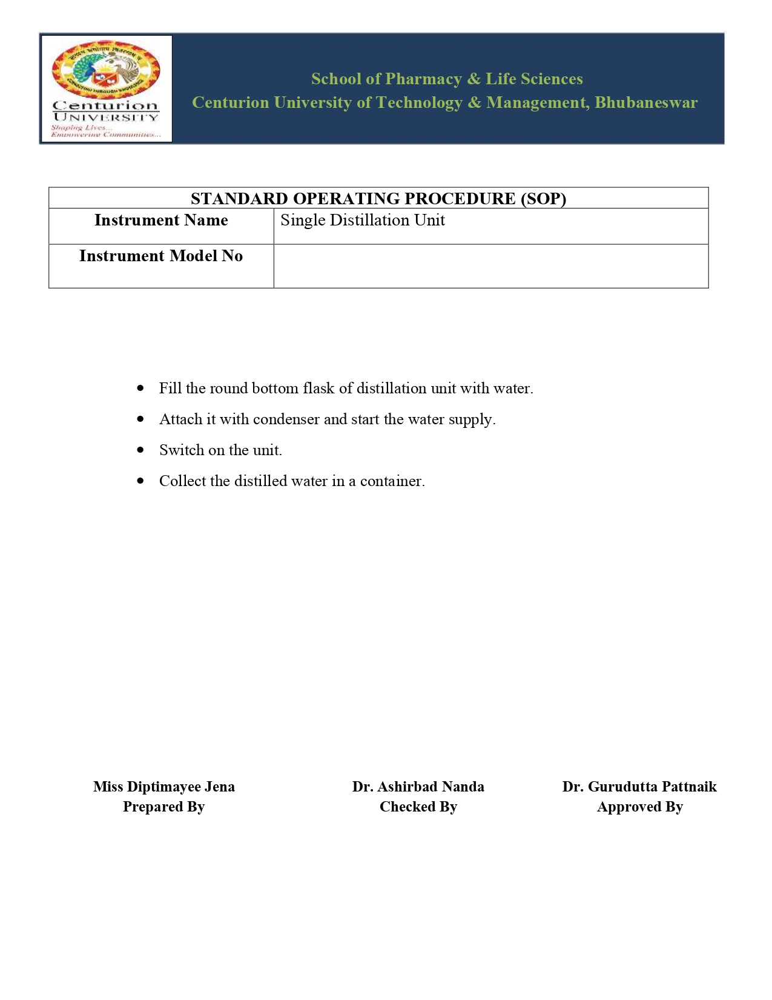 Centurion
UNIVERSITY
Shaping Lives...
Empowering Communities...
School of Pharmacy & Life Sciences
Centurion University of Technology & Management, Bhubaneswar
STANDARD OPERATING PROCEDURE (SOP)
Instrument Name
Single Distillation Unit
Instrument Model No
• Fill the round bottom flask of distillation unit with water.
• Attach it with condenser and start the water supply.
• Switch on the unit.
• Collect the distilled water in a container.
Miss Diptimayee Jena
Prepared By
Dr. Ashirbad Nanda
Checked By
Dr. Gurudutta Pattnaik
Approved By